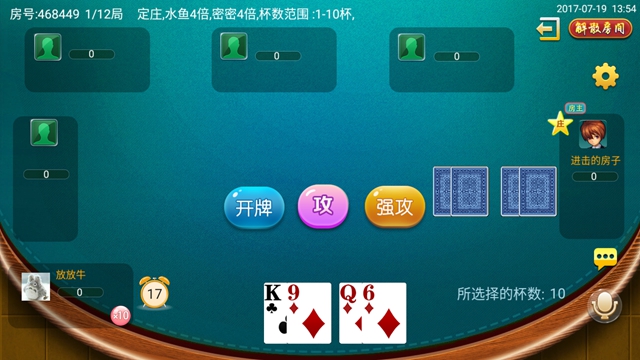 房号:468449 1/12局 定庄,水鱼4倍,密密4倍,杯数范围:1-10杯,
2017-07-19 13:54
解散房间
0
0
0
房主
庄
进击的房子
0
0
开牌
攻
强攻
放放牛
0
x10
17
K 9
Q 6
所选择的杯数: 10